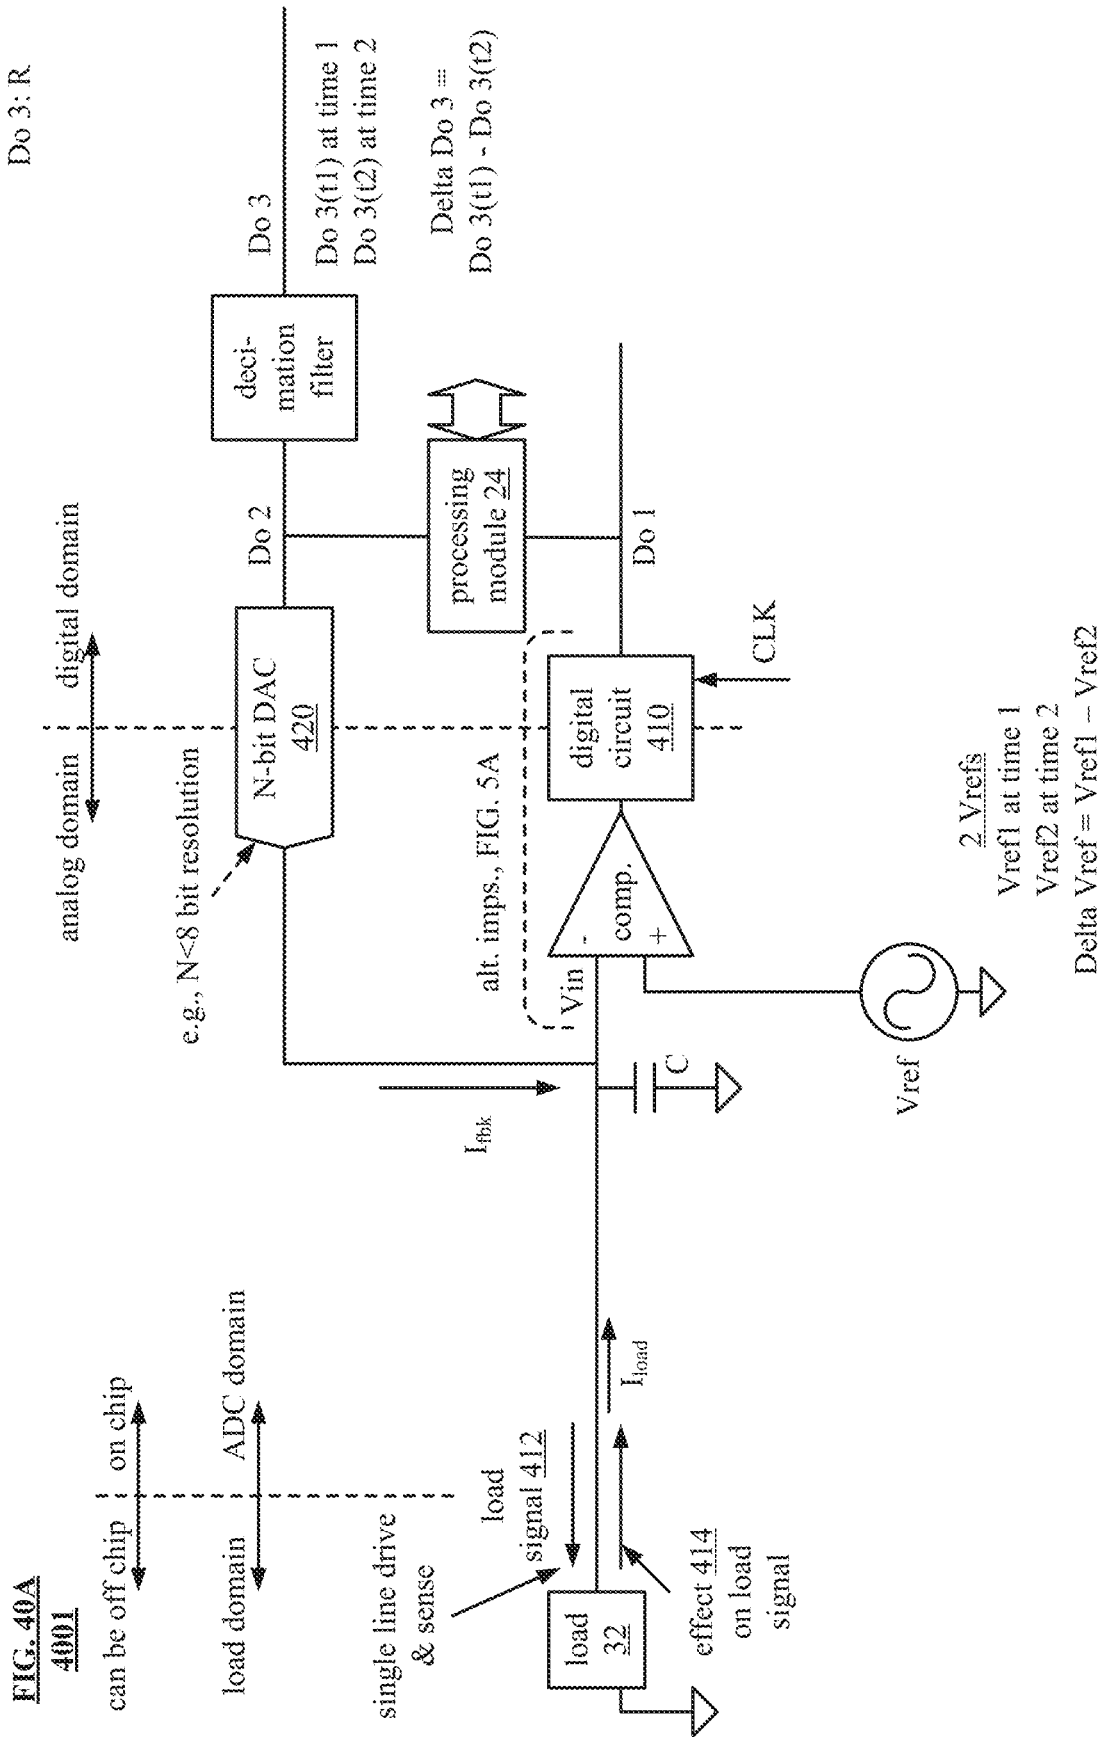 FIG. 40A
4001
can be off chip
on chip
load domain
ADC domain
analog domain
digital domain
Do 3: R
single line drive
& sense
load
signal 412
load
32
effect 414
on load
signal
Iload
Ifbk
C
e.g., N<8 bit resolution
N-bit DAC
420
Do 2
deci-
mation
filter
Do 3
Do 3(t1) at time 1
Do 3(t2) at time 2
Delta Do 3 =
Do 3(t1) - Do 3(t2)
processing
module 24
alt. imps., FIG. 5A
Vin
-
comp.
+
digital
circuit
410
Do 1
CLK
Vref
2 Vrefs
Vref1 at time 1
Vref2 at time 2
Delta Vref = Vref1 – Vref2